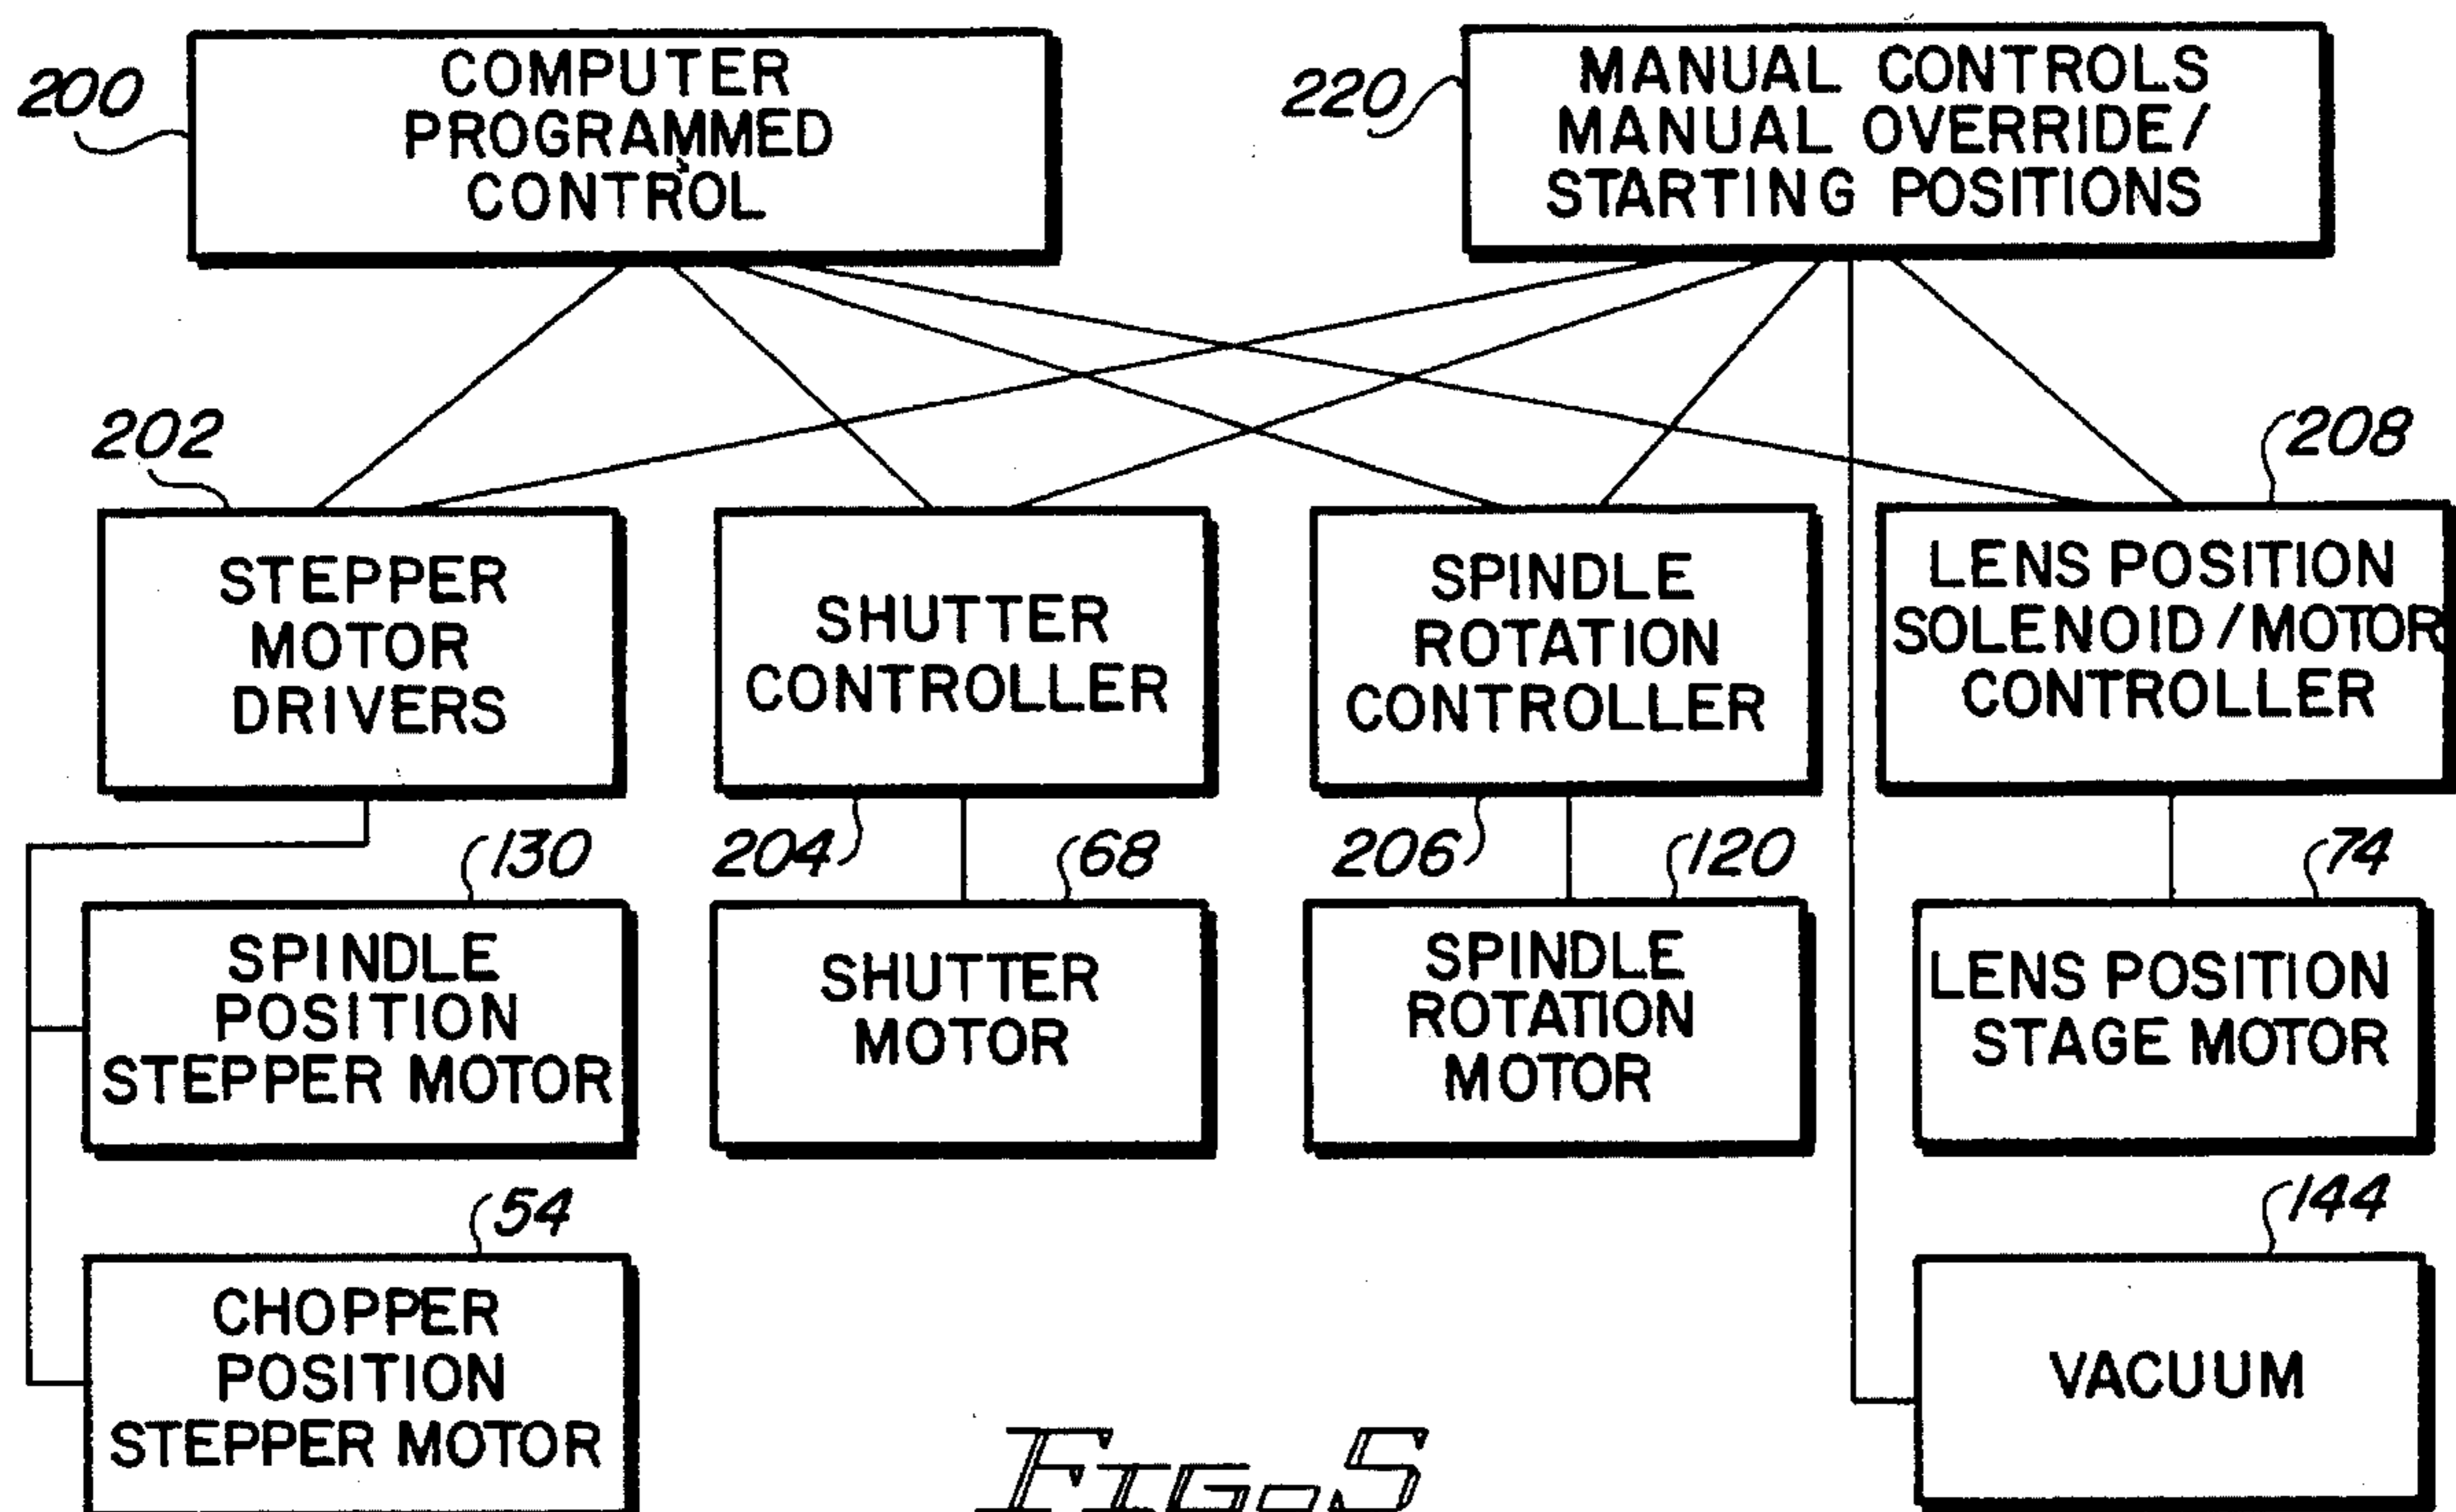 200
COMPUTER
PROGRAMMED
CONTROL
220
MANUAL CONTROLS
MANUAL OVERRIDE/
STARTING POSITIONS
202
208
STEPPER
MOTOR
DRIVERS
SHUTTER
CONTROLLER
SPINDLE
ROTATION
CONTROLLER
LENS POSITION
SOLENOID/MOTOR
CONTROLLER
130
204
68
206
120
74
SPINDLE
POSITION
STEPPER MOTOR
SHUTTER
MOTOR
SPINDLE
ROTATION
MOTOR
LENS POSITION
STAGE MOTOR
54
144
CHOPPER
POSITION
STEPPER MOTOR
VACUUM
FIG. 5